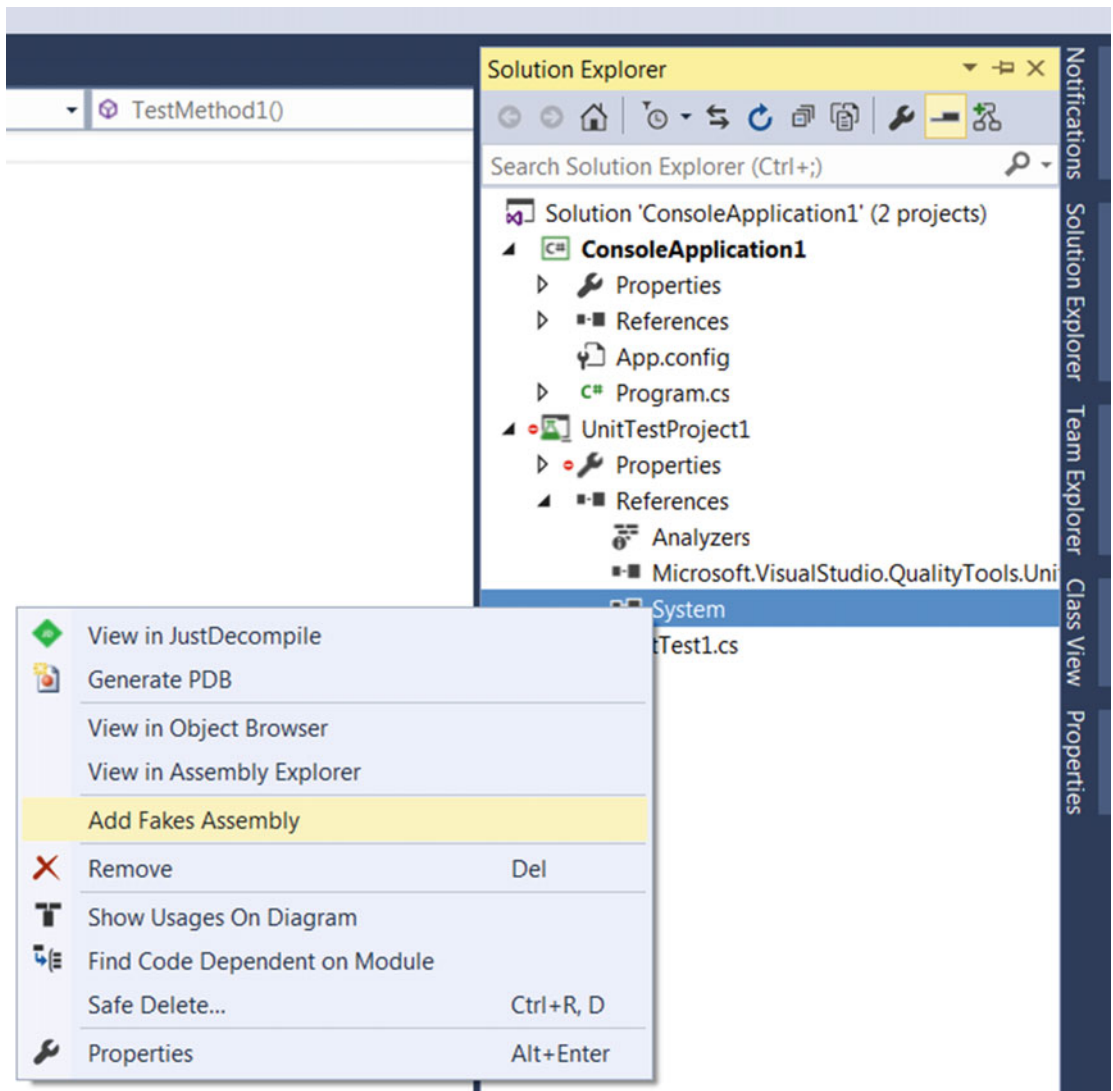 TestMethod1()
Solution Explorer
Search Solution Explorer (Ctrl+;)
Solution 'ConsoleApplication1' (2 projects)
C# ConsoleApplication1
Properties
References
App.config
C# Program.cs
UnitTestProject1
Properties
References
Analyzers
Microsoft.VisualStudio.QualityTools.Uni
System
tTest1.cs
View in JustDecompile
Generate PDB
View in Object Browser
View in Assembly Explorer
Add Fakes Assembly
Remove Del
Show Usages On Diagram
Find Code Dependent on Module
Safe Delete... Ctrl+R, D
Properties Alt+Enter
Notifications
Solution Explorer
Team Explorer
Class View
Properties